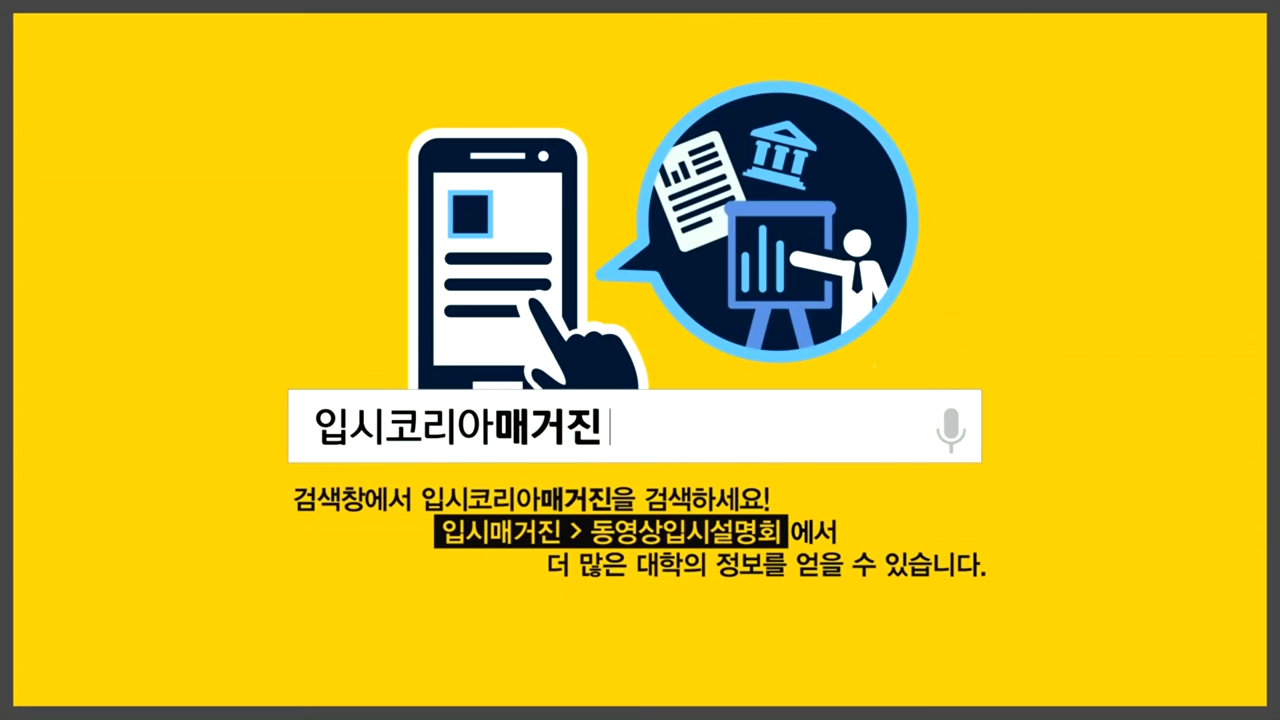 입시코리아매거진
검색창에서 입시코리아매거진을 검색하세요!
입시매거진 > 동영상입시설명회 에서
더 많은 대학의 정보를 얻을 수 있습니다.